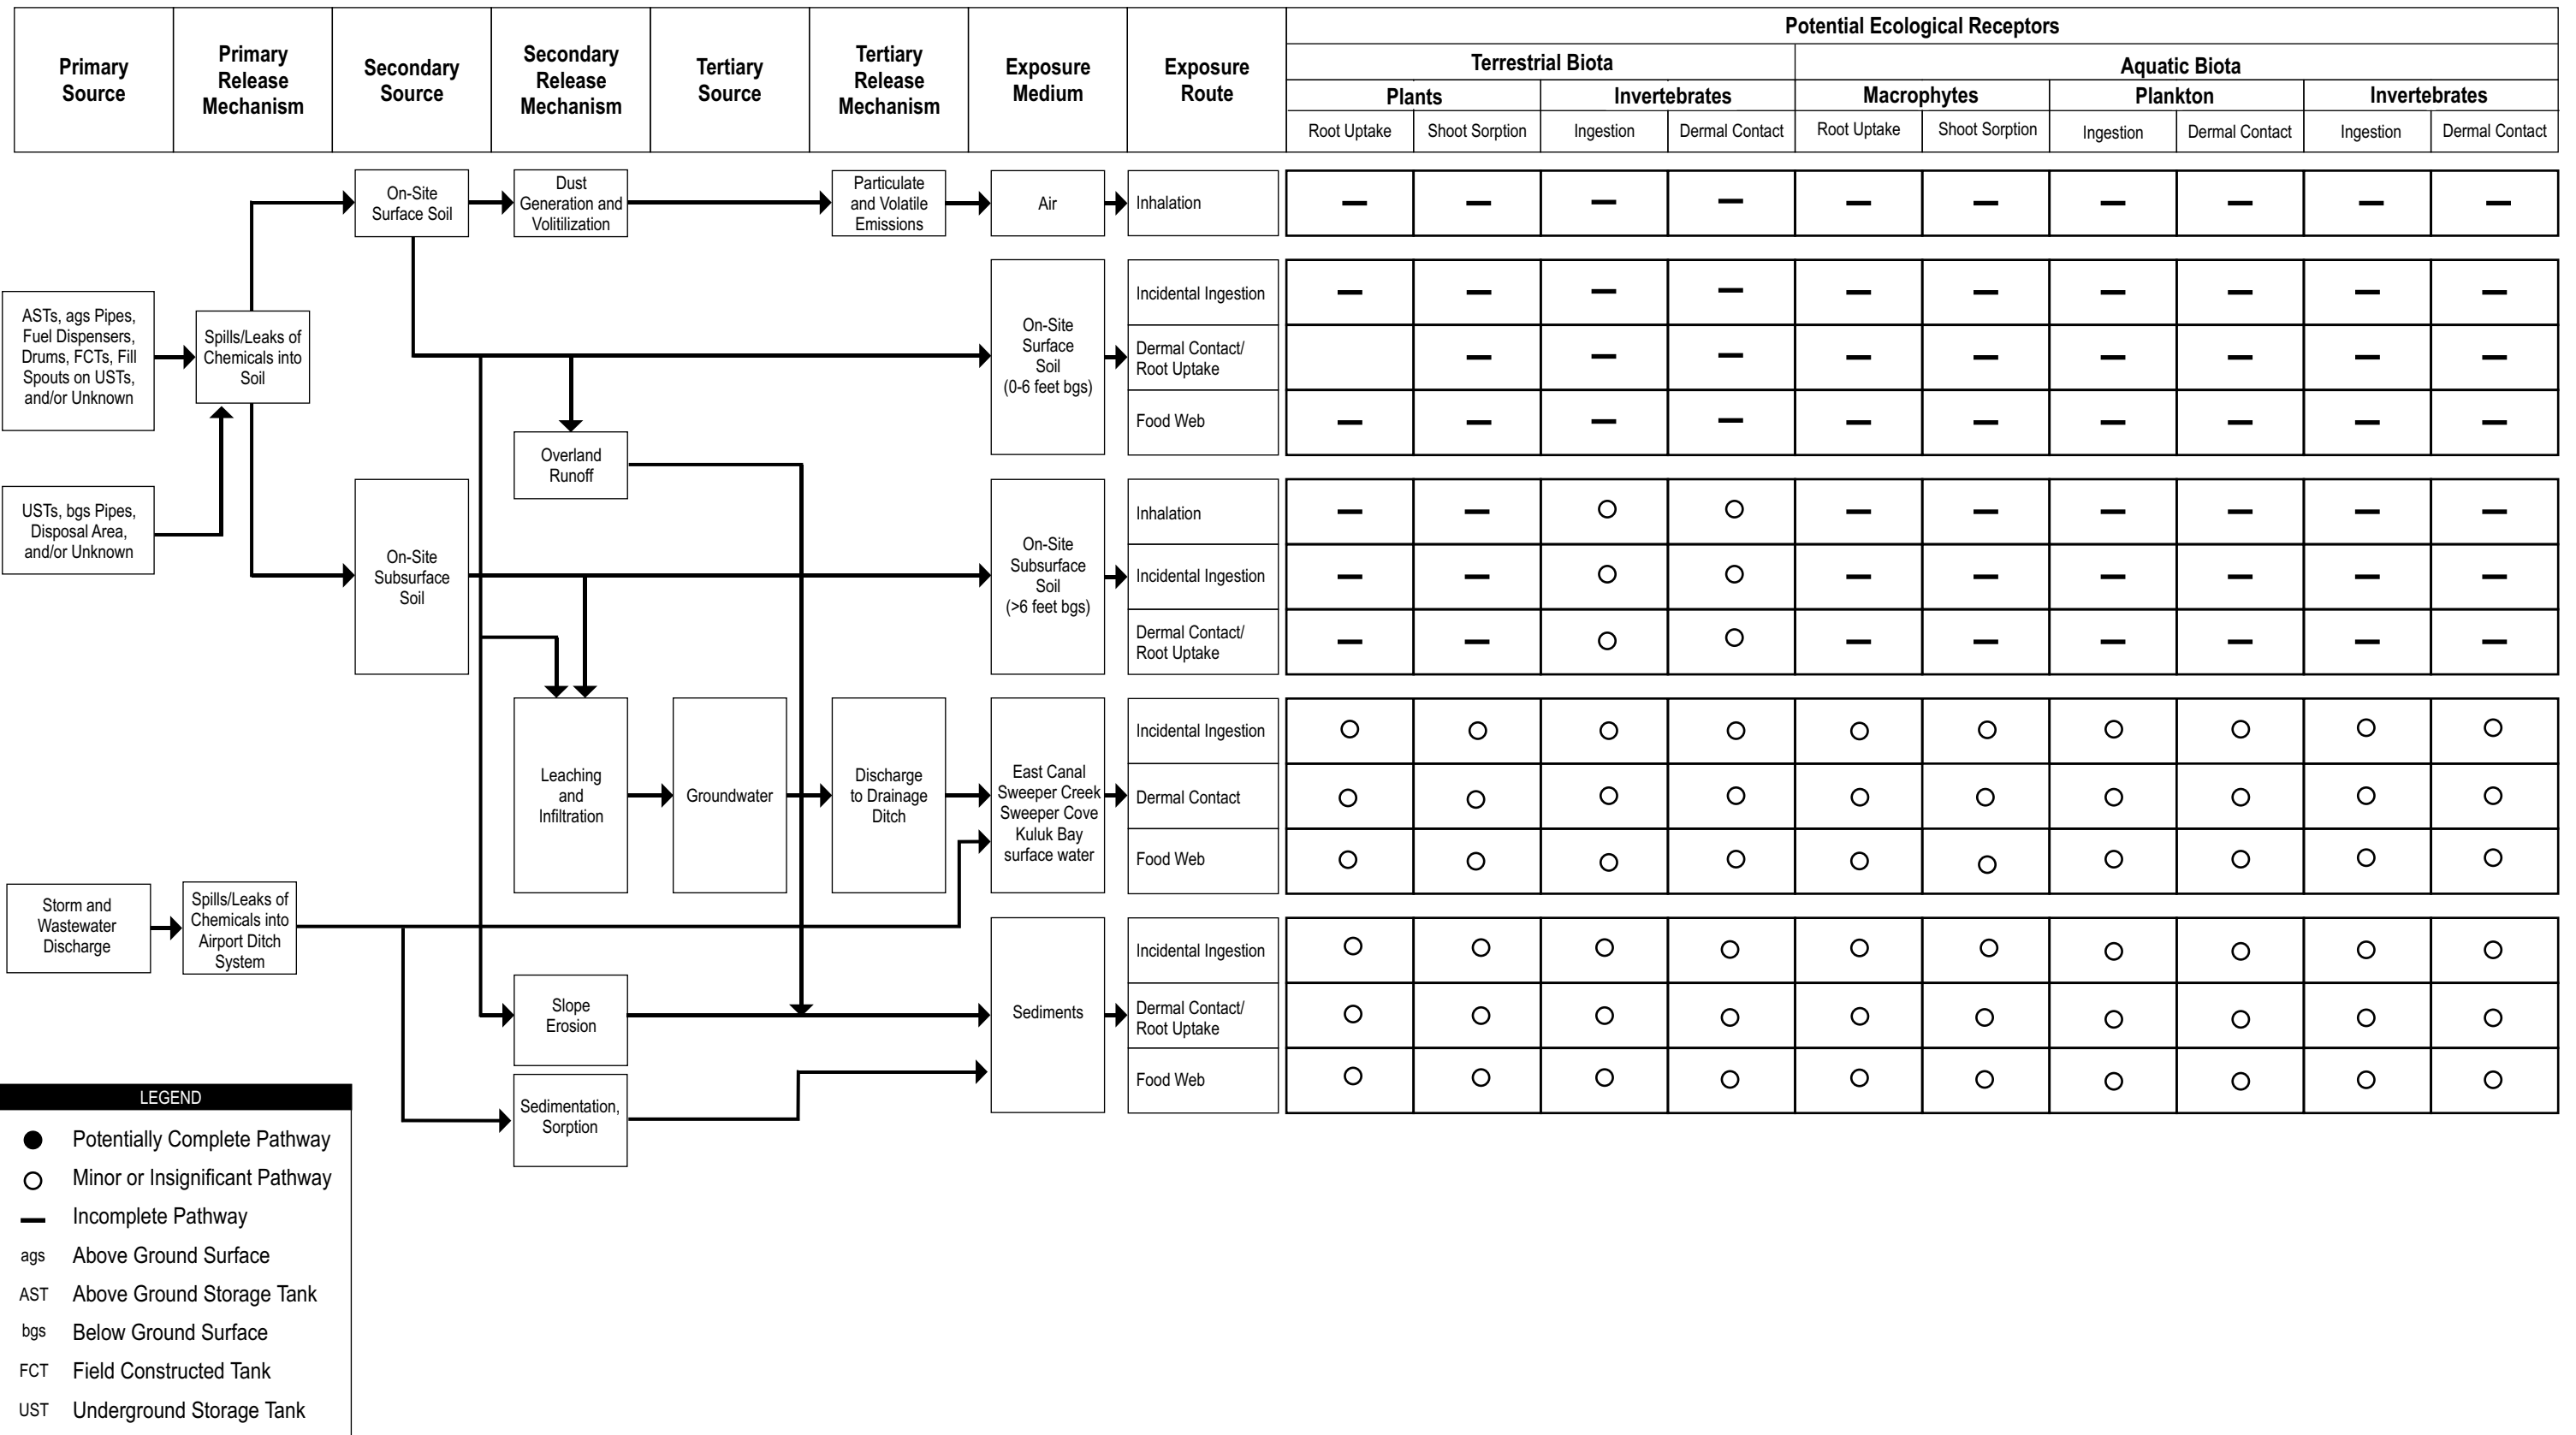 Primary
Source
Primary
Release
Mechanism
Secondary
Source
Secondary
Release
Mechanism
Tertiary
Source
Tertiary
Release
Mechanism
Exposure
Medium
Exposure
Route
Potential Ecological Receptors
Terrestrial Biota
Aquatic Biota
Plants
Invertebrates
Macrophytes
Plankton
Invertebrates
Root Uptake
Shoot Sorption
Ingestion
Dermal Contact
Root Uptake
Shoot Sorption
Ingestion
Dermal Contact
Ingestion
Dermal Contact
On-Site
Surface Soil
Dust
Generation and
Volitilization
Particulate
and Volatile
Emissions
Air
Inhalation
ASTs, ags Pipes,
Fuel Dispensers,
Drums, FCTs, Fill
Spouts on USTs,
and/or Unknown
Spills/Leaks of
Chemicals into
Soil
On-Site
Surface
Soil
(0-6 feet bgs)
Incidental Ingestion
Dermal Contact/
Root Uptake
Food Web
Overland
Runoff
USTs, bgs Pipes,
Disposal Area,
and/or Unknown
On-Site
Subsurface
Soil
On-Site
Subsurface
Soil
(>6 feet bgs)
Inhalation
Incidental Ingestion
Dermal Contact/
Root Uptake
Leaching
and
Infiltration
Groundwater
Discharge
to Drainage
Ditch
East Canal
Sweeper Creek
Sweeper Cove
Kuluk Bay
surface water
Incidental Ingestion
Dermal Contact
Food Web
Storm and
Wastewater
Discharge
Spills/Leaks of
Chemicals into
Airport Ditch
System
Slope
Erosion
Sediments
Incidental Ingestion
Dermal Contact/
Root Uptake
Food Web
Sedimentation,
Sorption
LEGEND
Potentially Complete Pathway
Minor or Insignificant Pathway
Incomplete Pathway
ags Above Ground Surface
AST Above Ground Storage Tank
bgs Below Ground Surface
FCT Field Constructed Tank
UST Underground Storage Tank